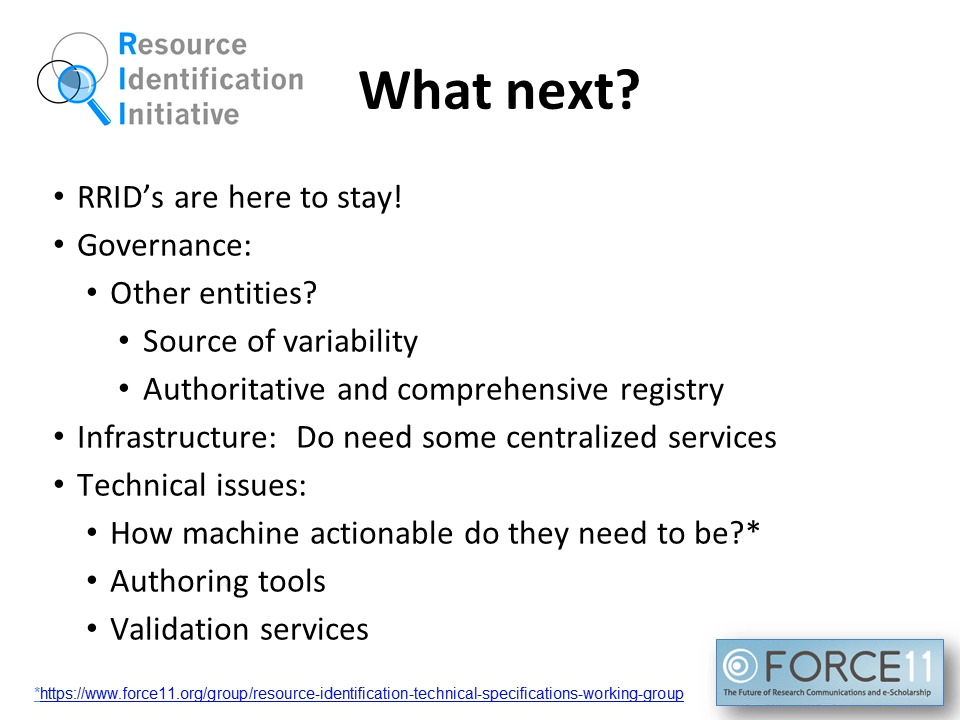 Resource
Identification
Initiative
What next?
• RRID’s are here to stay!
• Governance:
• Other entities?
• Source of variability
• Authoritative and comprehensive registry
• Infrastructure:  Do need some centralized services
• Technical issues:
• How machine actionable do they need to be?*
• Authoring tools
• Validation services
*https://www.force11.org/group/resource-identification-technical-specifications-working-group
FORCE11
The Future of Research Communications and e-Scholarship